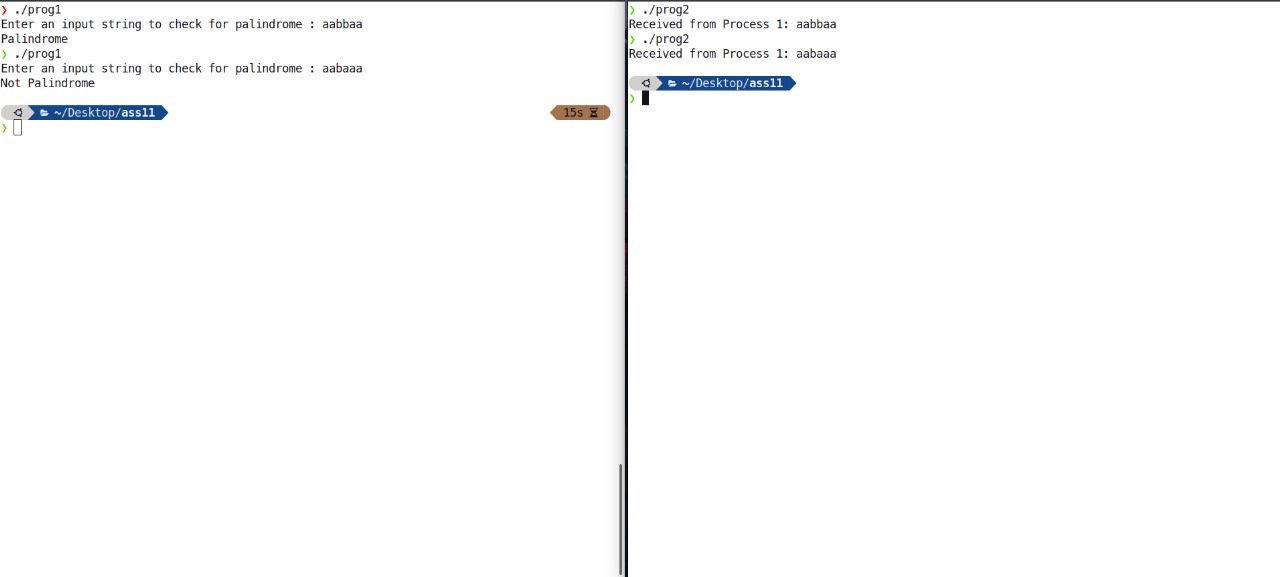 ❯ ./prog1
Enter an input string to check for palindrome : aabbaa
Palindrome
❯ ./prog1
Enter an input string to check for palindrome : aabaaa
Not Palindrome
~/Desktop/ass11
15s
❯
❯ ./prog2
Received from Process 1: aabbaa
❯ ./prog2
Received from Process 1: aabaaa
~/Desktop/ass11
❯